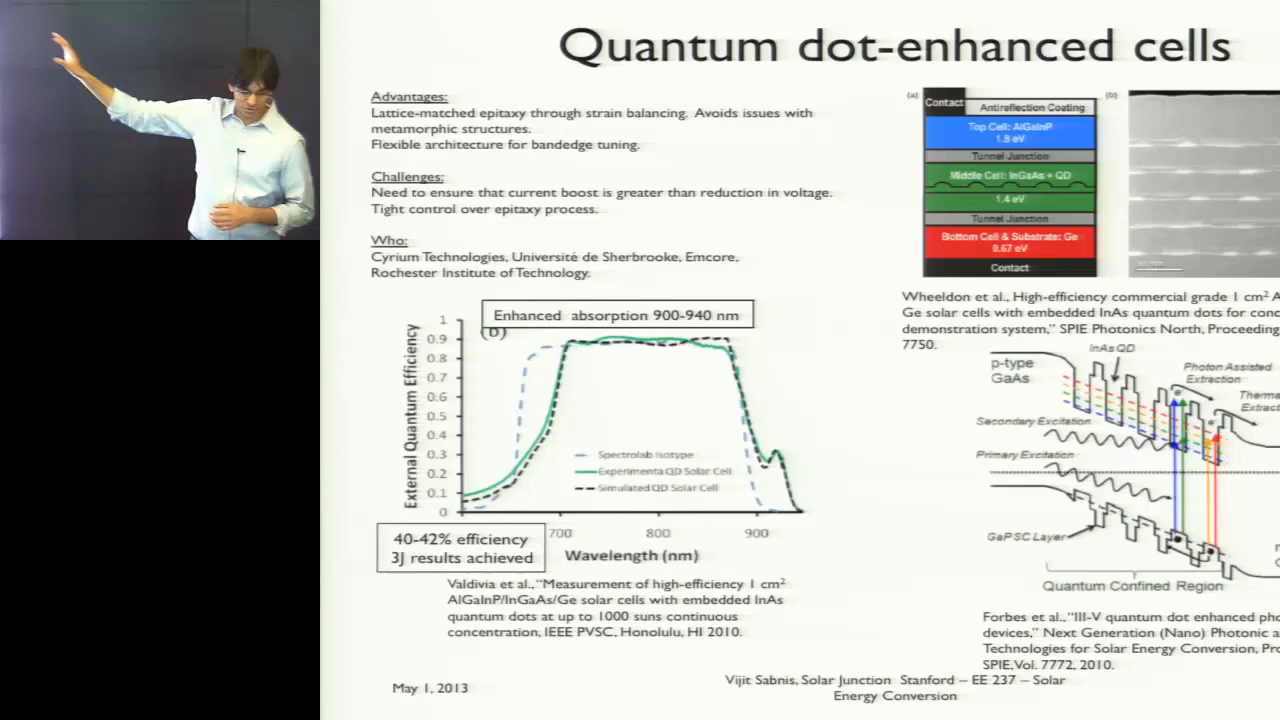 Quantum dot-enhanced cells
Advantages:
Lattice-matched epitaxy through strain balancing. Avoids issues with
metamorphic structures.
Flexible architecture for bandedge tuning.
Challenges:
Need to ensure that current boost is greater than reduction in voltage.
Tight control over epitaxy process.
Who:
Cyrium Technologies, Université de Sherbrooke, Emcore,
Rochester Institute of Technology.
(a)
Contact
Antireflection Coating
Top Cell: AlGaInP
1.8 eV
Tunnel Junction
Middle Cell: InGaAs + QD
1.4 eV
Tunnel Junction
Bottom Cell & Substrate: Ge
0.67 eV
Contact
(b)
Wheeldon et al., High-efficiency commercial grade 1 cm² A
Ge solar cells with embedded InAs quantum dots for conc
demonstration system,” SPIE Photonics North, Proceeding
7750.
Enhanced absorption 900-940 nm
(b)
External Quantum Efficiency
1
0.9
0.8
0.7
0.6
0.5
0.4
0.3
0.2
0.1
0
Spectrolab Isotype
Experimental QD Solar Cell
Simulated QD Solar Cell
700
800
900
Wavelength (nm)
40-42% efficiency
3J results achieved
Valdivia et al., “Measurement of high-efficiency 1 cm²
AlGaInP/InGaAs/Ge solar cells with embedded InAs
quantum dots at up to 1000 suns continuous
concentration, IEEE PVSC, Honolulu, HI 2010.
InAs QD
p-type
GaAs
Photon Assisted
Extraction
Therma
Extract
Secondary Excitation
Primary Excitation
GaPSC Layer
Quantum Confined Region
Forbes et al., “III-V quantum dot enhanced pho
devices,” Next Generation (Nano) Photonic a
Technologies for Solar Energy Conversion, Pro
SPIE, Vol. 7772, 2010.
May 1, 2013
Vijit Sabnis, Solar Junction Stanford – EE 237 – Solar
Energy Conversion